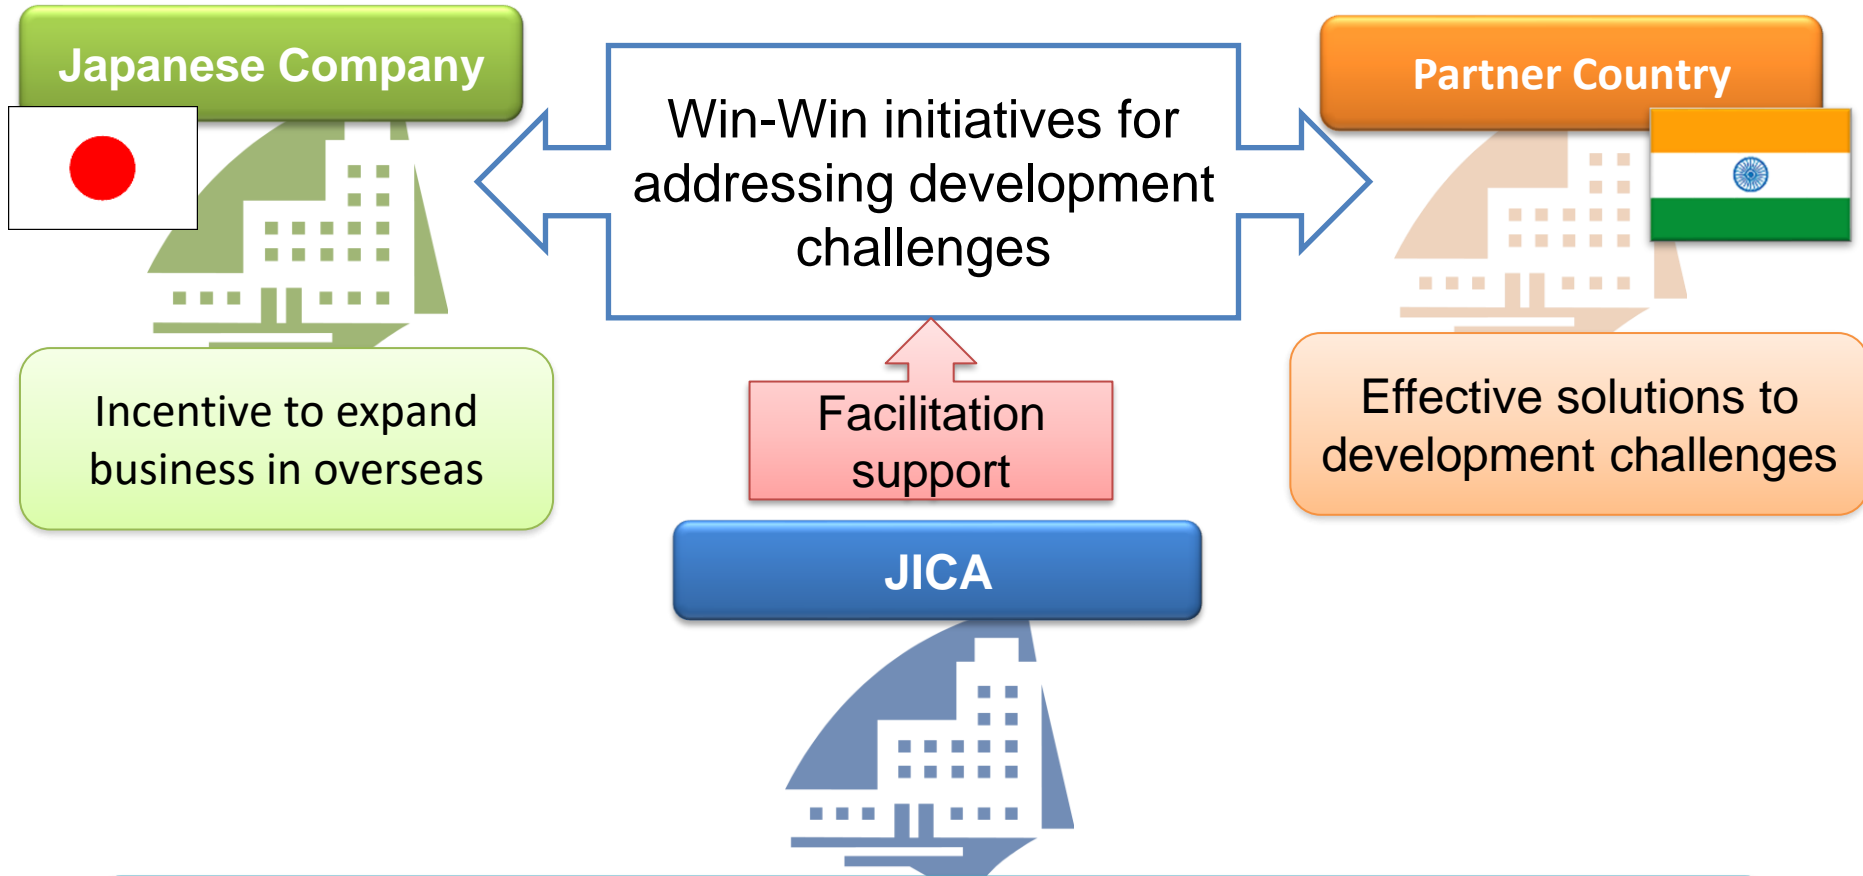 Japanese Company
Partner Country
Win-Win initiatives for
addressing development
challenges
Incentive to expand
business in overseas
Facilitation
support
Effective solutions to
development challenges
JICA